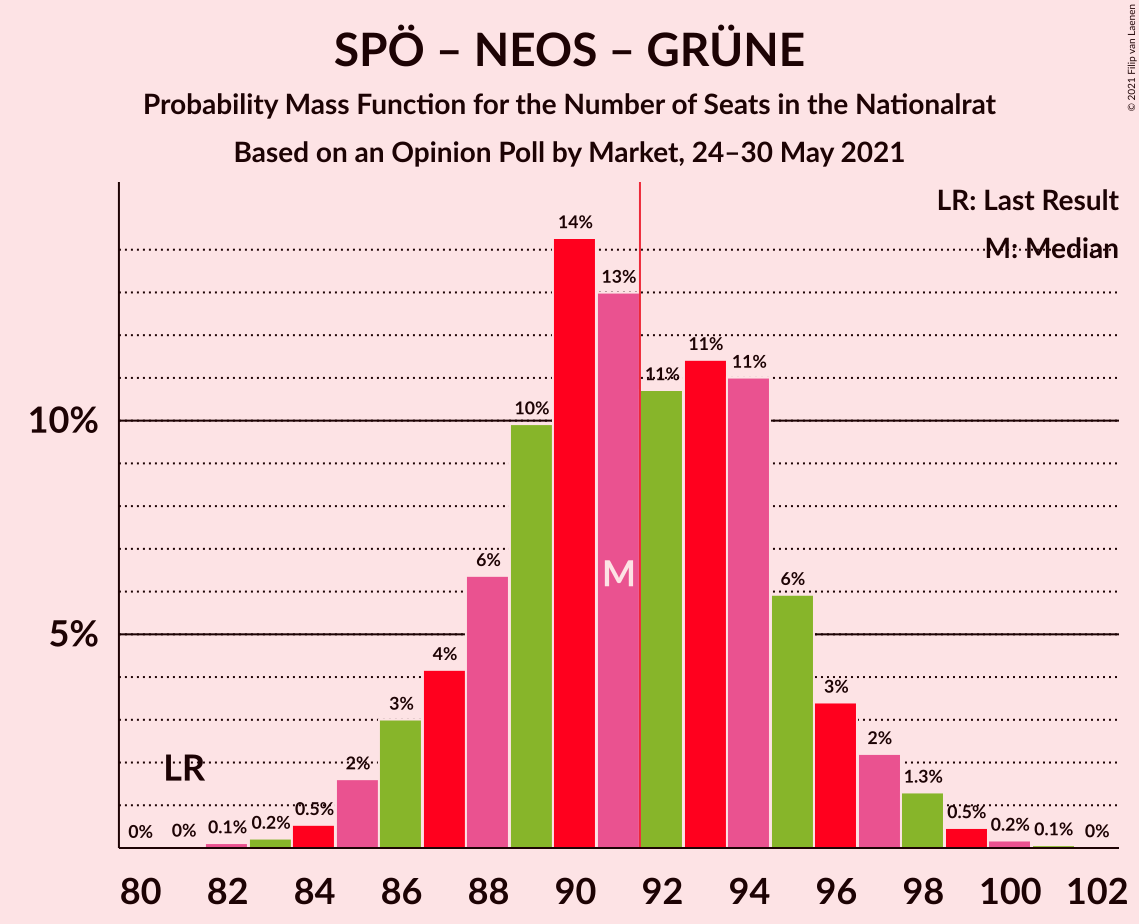 SPÖ – NEOS – GRÜNE
Probability Mass Function for the Number of Seats in the Nationalrat
Based on an Opinion Poll by Market, 24–30 May 2021
© 2021 Filip van Laenen
LR: Last Result
M: Median
14%
13%
11%
11%
11%
10%
10%
6%
6%
M
5%
4%
3%
3%
2%
2%
LR
1.3%
0% 0% 0.1% 0.2% 0.5%
0.5% 0.2% 0.1% 0%
80 82 84 86 88 90 92 94 96 98 100 102